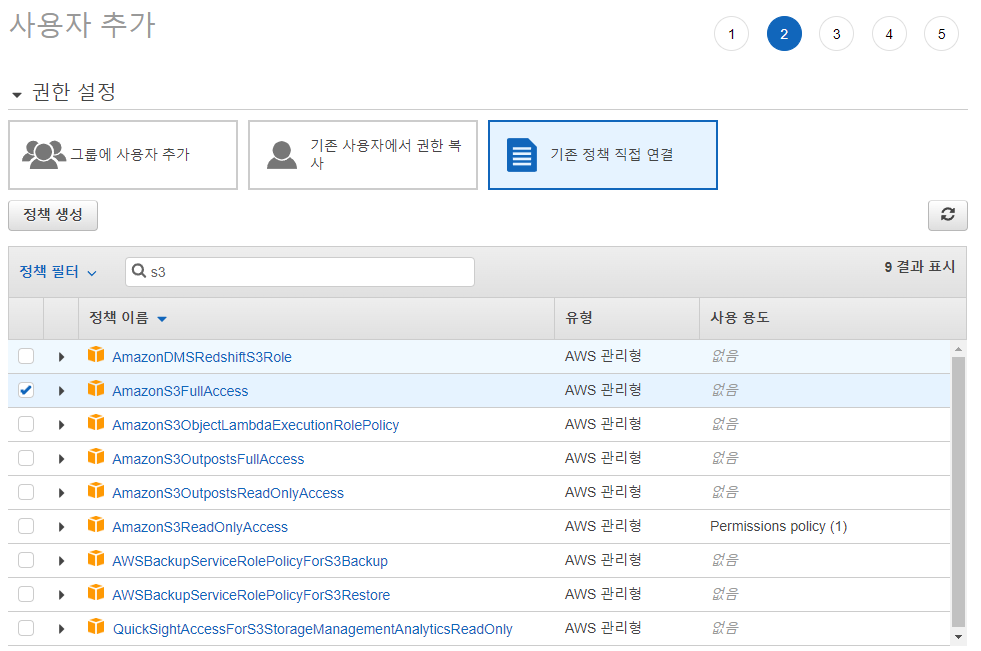 사용자 추가
1 2 3 4 5
권한 설정
그룹에 사용자 추가
기존 사용자에서 권한 복
사
기존 정책 직접 연결
정책 생성
정책 필터 s3 9 결과 표시
정책 이름 유형 사용 용도
AmazonDMSRedshiftS3Role AWS 관리형 없음
AmazonS3FullAccess AWS 관리형 없음
AmazonS3ObjectLambdaExecutionRolePolicy AWS 관리형 없음
AmazonS3OutpostsFullAccess AWS 관리형 없음
AmazonS3OutpostsReadOnlyAccess AWS 관리형 없음
AmazonS3ReadOnlyAccess AWS 관리형 Permissions policy (1)
AWSBackupServiceRolePolicyForS3Backup AWS 관리형 없음
AWSBackupServiceRolePolicyForS3Restore AWS 관리형 없음
QuickSightAccessForS3StorageManagementAnalyticsReadOnly AWS 관리형 없음